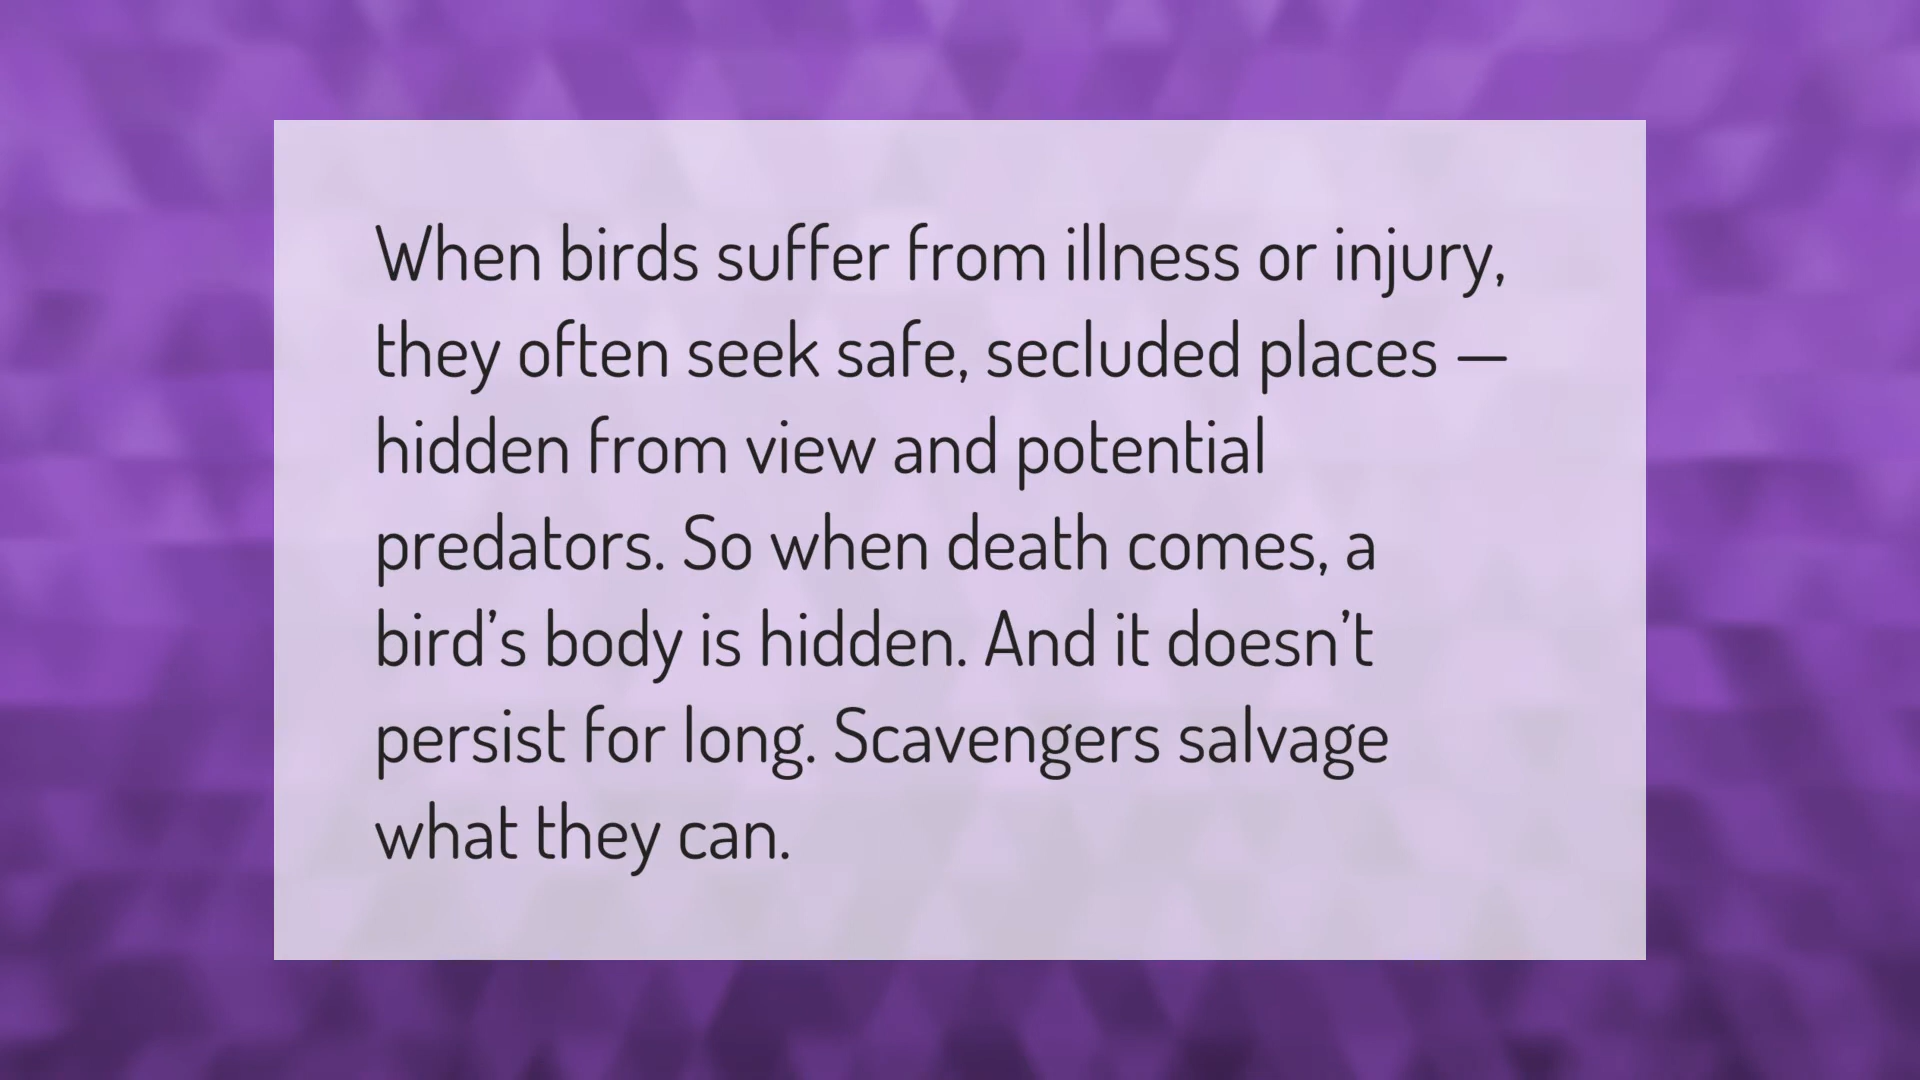 When birds suffer from illness or injury,
they often seek safe, secluded places —
hidden from view and potential
predators. So when death comes, a
bird’s body is hidden. And it doesn’t
persist for long. Scavengers salvage
what they can.